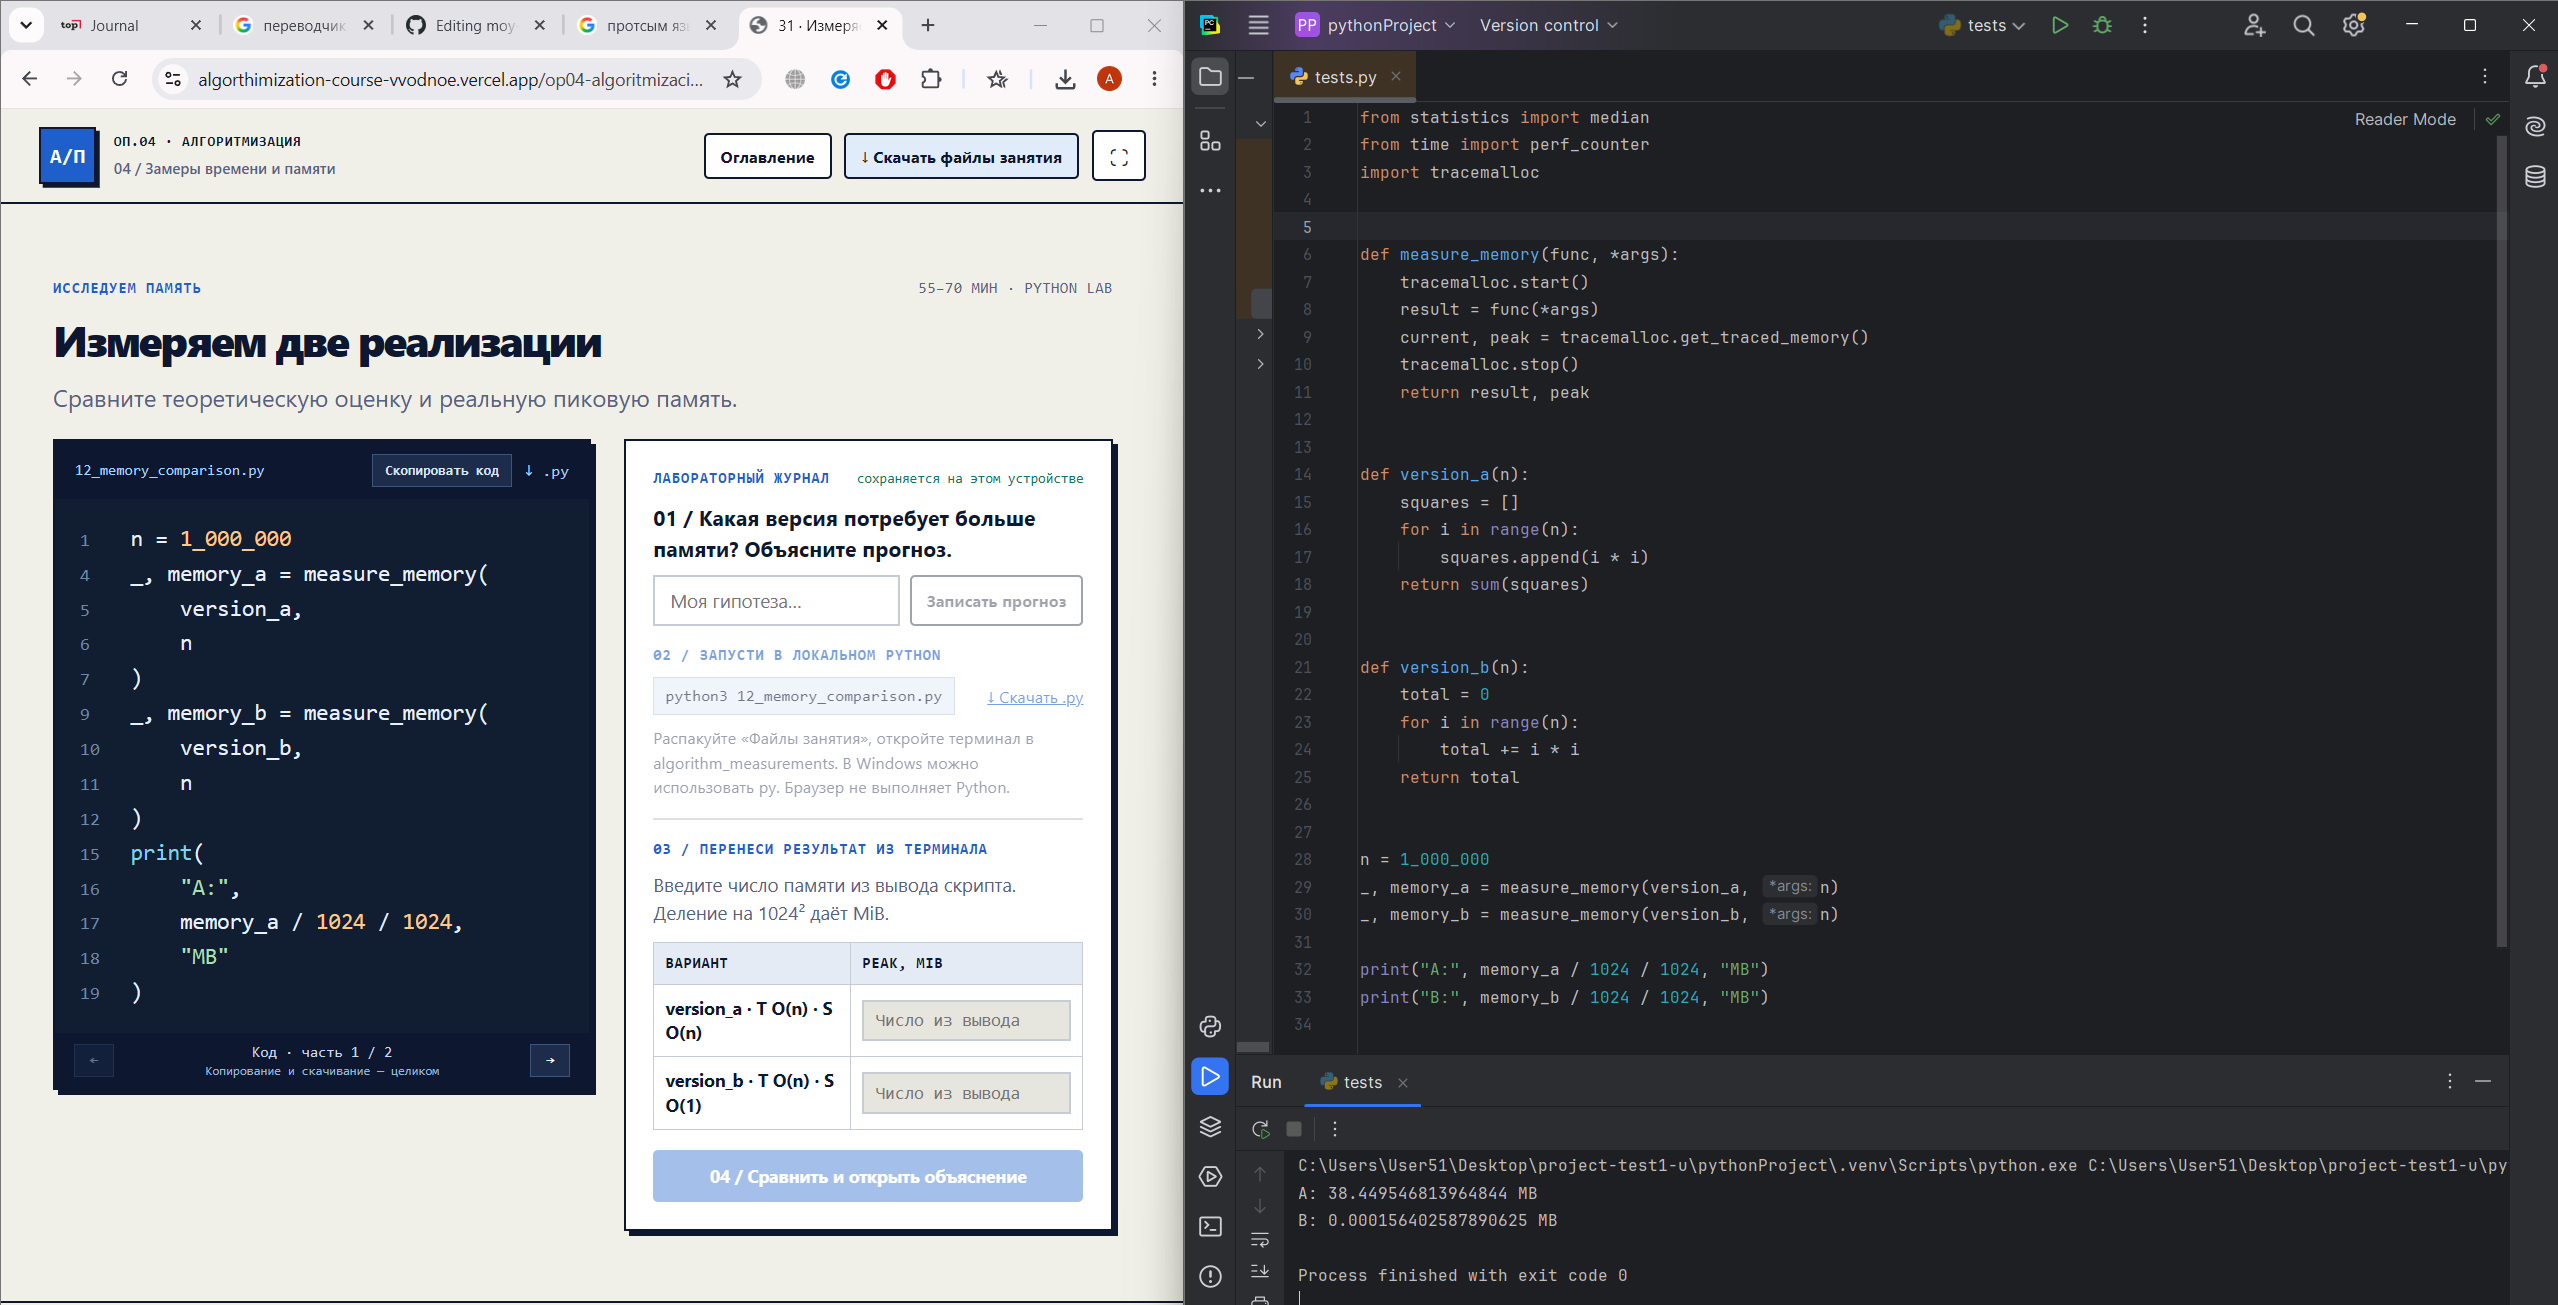 Journal
переводчик
Editing moy
протсым яз
31 · Измеря
algorthimization-course-vvodnoe.vercel.app/op04-algoritmizaci...
А
А/П
ОП.04 · АЛГОРИТМИЗАЦИЯ
04 / Замеры времени и памяти
Оглавление
↓ Скачать файлы занятия
ИССЛЕДУЕМ ПАМЯТЬ
55–70 МИН · PYTHON LAB
Измеряем две реализации
Сравните теоретическую оценку и реальную пиковую память.
12_memory_comparison.py
Скопировать код
↓ .py
1 n = 1_000_000
4 _, memory_a = measure_memory(
5 version_a,
6 n
7 )
9 _, memory_b = measure_memory(
10 version_b,
11 n
12 )
15 print(
16 "A:",
17 memory_a / 1024 / 1024,
18 "MB"
19 )
←
Код · часть 1 / 2
Копирование и скачивание — целиком
→
ЛАБОРАТОРНЫЙ ЖУРНАЛ
сохраняется на этом устройстве
01 / Какая версия потребует больше
памяти? Объясните прогноз.
Моя гипотеза...
Записать прогноз
02 / ЗАПУСТИ В ЛОКАЛЬНОМ PYTHON
python3 12_memory_comparison.py
↓ Скачать .py
Распакуйте «Файлы занятия», откройте терминал в
algorithm_measurements. В Windows можно
использовать py. Браузер не выполняет Python.
03 / ПЕРЕНЕСИ РЕЗУЛЬТАТ ИЗ ТЕРМИНАЛА
Введите число памяти из вывода скрипта.
Деление на 1024² даёт MiB.
ВАРИАНТ
PEAK, MIB
version_a · T O(n) · S
O(n)
Число из вывода
version_b · T O(n) · S
O(1)
Число из вывода
04 / Сравнить и открыть объяснение
PP pythonProject
Version control
tests
tests.py
Reader Mode
1 from statistics import median
2 from time import perf_counter
3 import tracemalloc
4
5
6 def measure_memory(func, *args):
7 tracemalloc.start()
8 result = func(*args)
9 current, peak = tracemalloc.get_traced_memory()
10 tracemalloc.stop()
11 return result, peak
12
13
14 def version_a(n):
15 squares = []
16 for i in range(n):
17 squares.append(i * i)
18 return sum(squares)
19
20
21 def version_b(n):
22 total = 0
23 for i in range(n):
24 total += i * i
25 return total
26
27
28 n = 1_000_000
29 _, memory_a = measure_memory(version_a, *args: n)
30 _, memory_b = measure_memory(version_b, *args: n)
31
32 print("A:", memory_a / 1024 / 1024, "MB")
33 print("B:", memory_b / 1024 / 1024, "MB")
34
Run
tests
C:\Users\User51\Desktop\project-test1-u\pythonProject\.venv\Scripts\python.exe C:\Users\User51\Desktop\project-test1-u\py
A: 38.449546813964844 MB
B: 0.000156402587890625 MB
Process finished with exit code 0